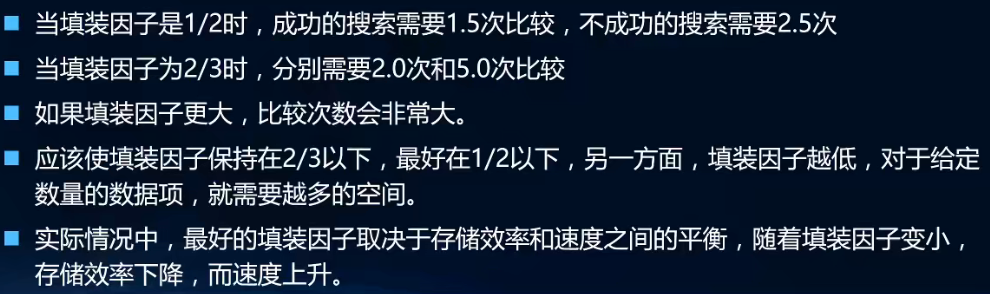 当填装因子是1/2时，成功的搜索需要1.5次比较，不成功的搜索需要2.5次
当填装因子为2/3时，分别需要2.0次和5.0次比较
如果填装因子更大，比较次数会非常大。
应该使填装因子保持在2/3以下，最好在1/2以下，另一方面，填装因子越低，对于给定
数量的数据项，就需要越多的空间。
实际情况中，最好的填装因子取决于存储效率和速度之间的平衡，随着填装因子变小，
存储效率下降，而速度上升。